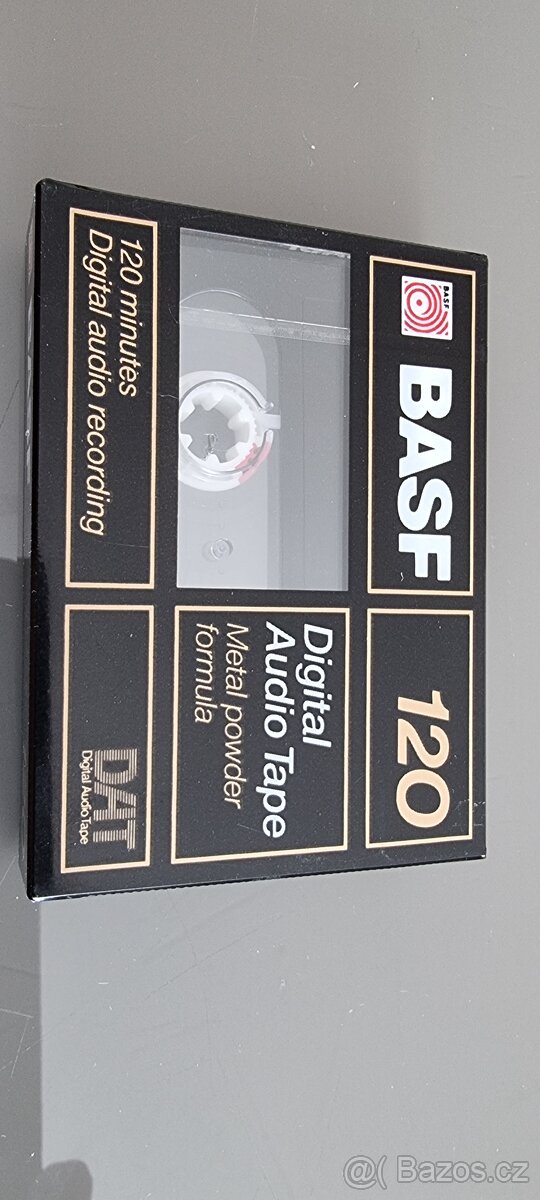 BASF
BASF
120
Digital
Audio Tape
Metal powder
formula
120 minutes
Digital audio recording
DAT
Digital Audio Tape
@( Bazos.cz